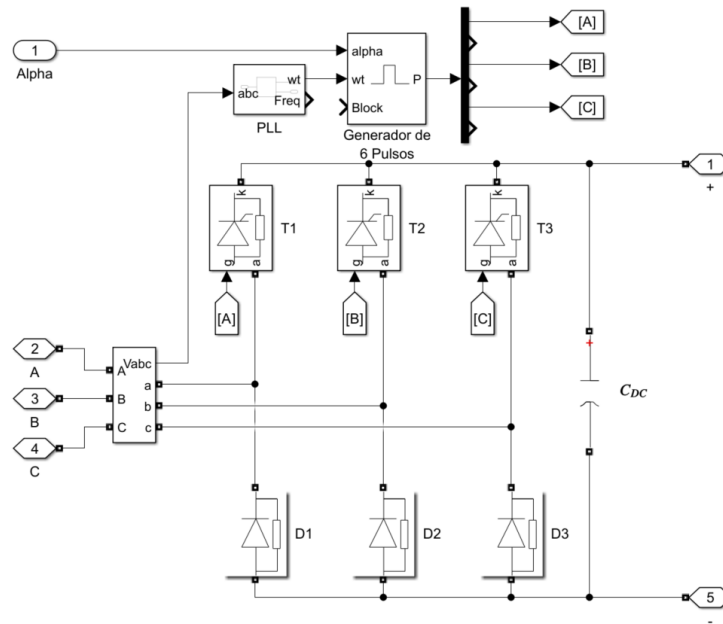 [A]
1
alpha
Alpha
wt
abc
Freq
PLL
wt
Block
P
Generador de
6 Pulsos
[B]
[C]
1
+
k
T1
g
a
k
T2
g
a
k
T3
g
a
[A]
[B]
[C]
2
A
3
B
4
C
Vabc
A
a
B
b
C
c
+
C_DC
D1
D2
D3
5
-